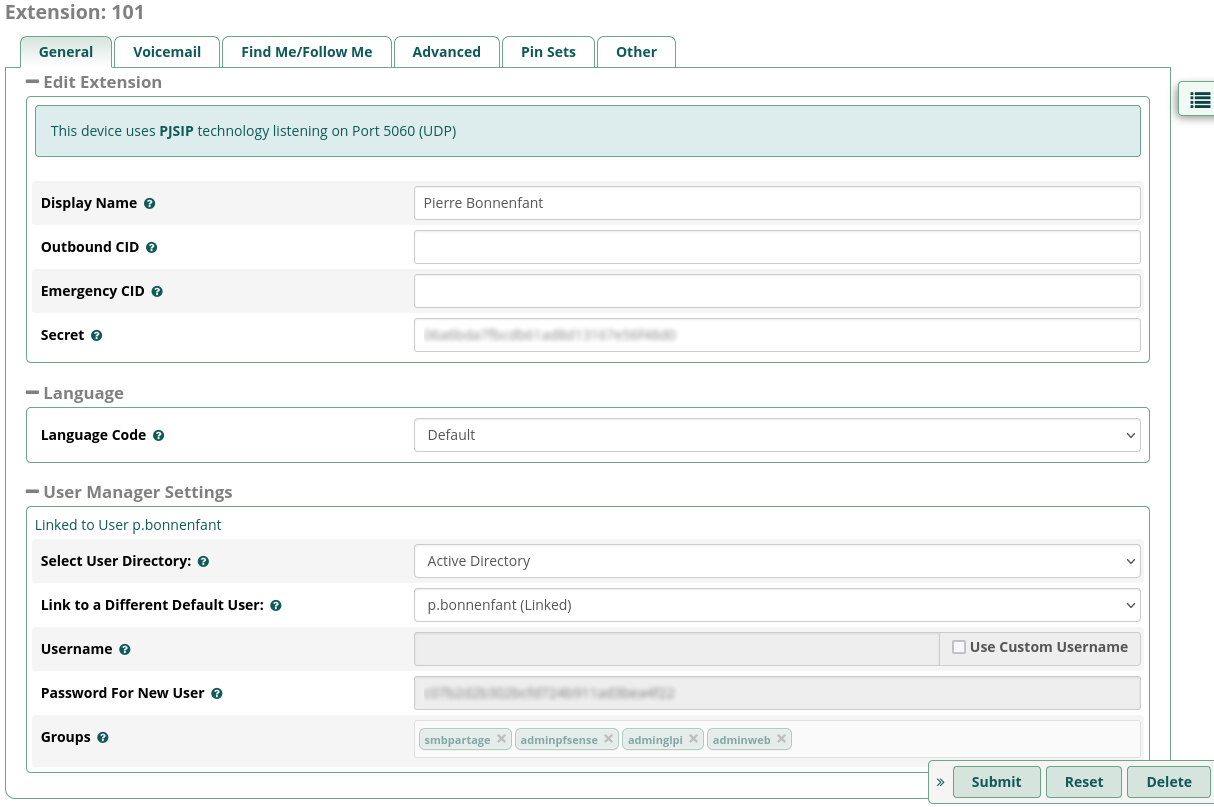 Extension: 101
General Voicemail Find Me/Follow Me Advanced Pin Sets Other
Edit Extension
This device uses PJSIP technology listening on Port 5060 (UDP)
Display Name Pierre Bonnenfant
Outbound CID
Emergency CID
Secret
Language
Language Code Default
User Manager Settings
Linked to User p.bonnenfant
Select User Directory: Active Directory
Link to a Different Default User: p.bonnenfant (Linked)
Username Use Custom Username
Password For New User
Groups smbpartage adminpfsense adminglpi adminweb
» Submit Reset Delete